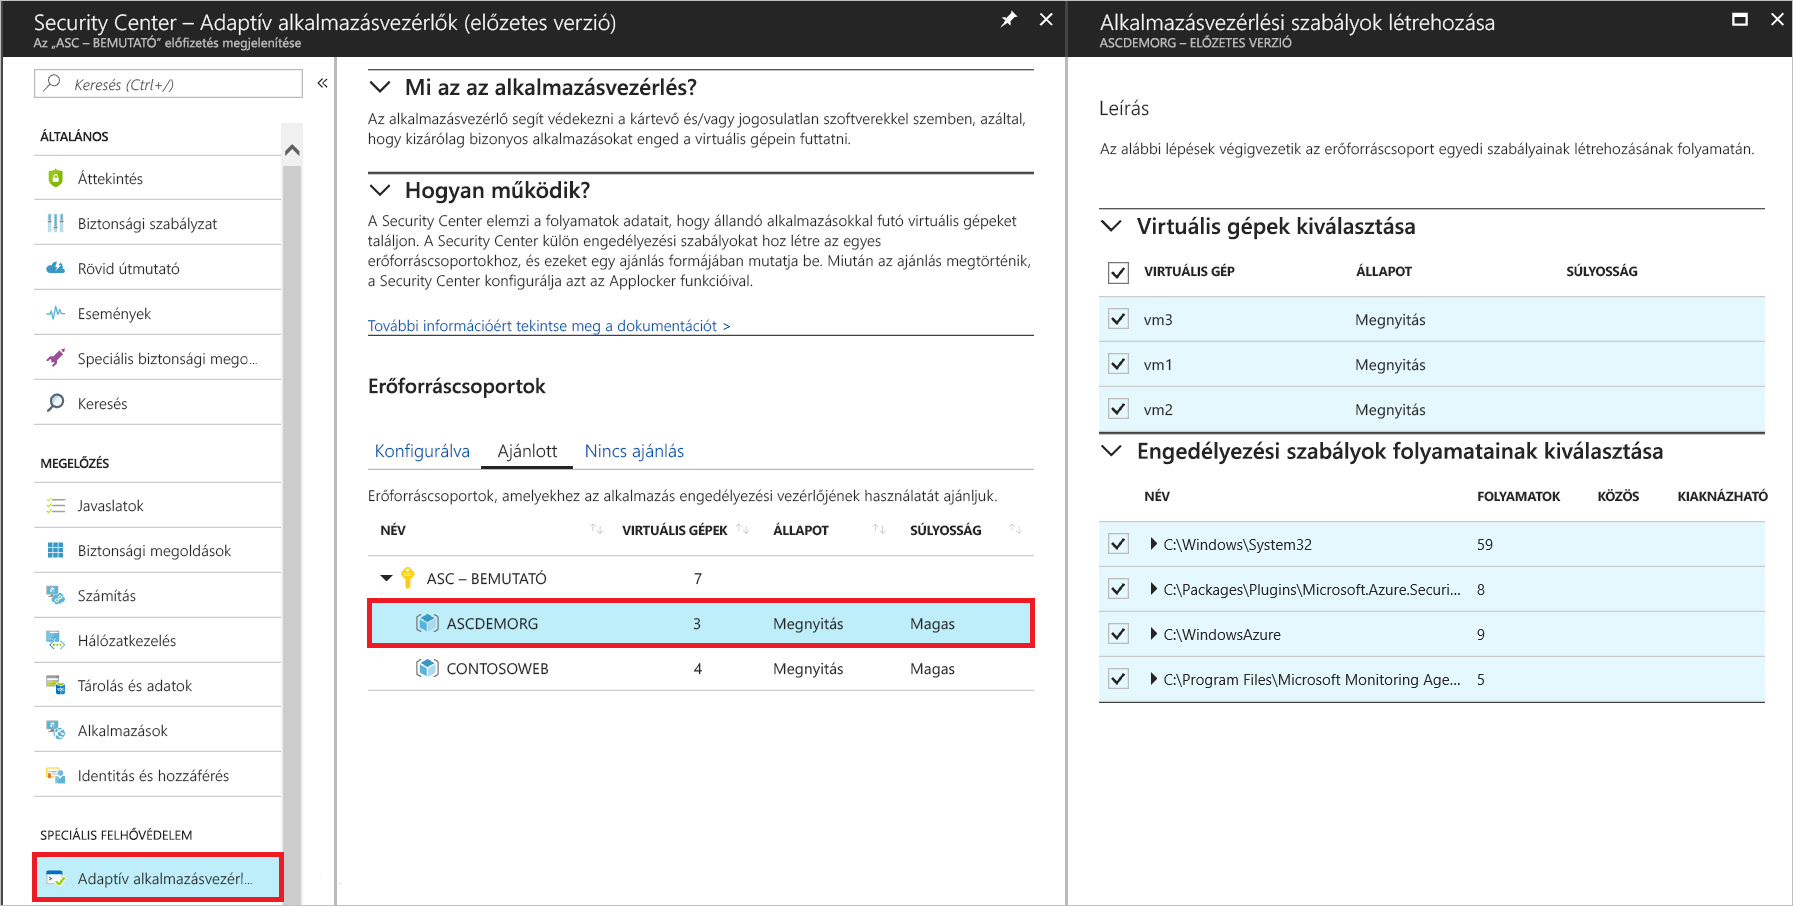 Security Center – Adaptív alkalmazásvezérlők (előzetes verzió)
Az „ASC – BEMUTATÓ” előfizetés megjelenítése
Keresés (Ctrl+/)
ÁLTALÁNOS
Áttekintés
Biztonsági szabályzat
Rövid útmutató
Események
Speciális biztonsági mego...
Keresés
MEGELŐZÉS
Javaslatok
Biztonsági megoldások
Számítás
Hálózatkezelés
Tárolás és adatok
Alkalmazások
Identitás és hozzáférés
SPECIÁLIS FELHŐVÉDELEM
Adaptív alkalmazásvezérl...
Mi az az alkalmazásvezérlés?
Az alkalmazásvezérlő segít védekezni a kártevő és/vagy jogosulatlan szoftverekkel szemben, azáltal,
hogy kizárólag bizonyos alkalmazásokat enged a virtuális gépein futtatni.
Hogyan működik?
A Security Center elemzi a folyamatok adatait, hogy állandó alkalmazásokkal futó virtuális gépeket
találjon. A Security Center külön engedélyezési szabályokat hoz létre az egyes
erőforráscsoportokhoz, és ezeket egy ajánlás formájában mutatja be. Miután az ajánlás megtörténik,
a Security Center konfigurálja azt az Applocker funkcióival.
További információért tekintse meg a dokumentációt >
Erőforráscsoportok
Konfigurálva Ajánlott Nincs ajánlás
Erőforráscsoportok, amelyekhez az alkalmazás engedélyezési vezérlőjének használatát ajánljuk.
NÉV VIRTUÁLIS GÉPEK ÁLLAPOT SÚLYOSSÁG
ASC – BEMUTATÓ 7
ASCDEMORG 3 Megnyitás Magas
CONTOSOWEB 4 Megnyitás Magas
Alkalmazásvezérlési szabályok létrehozása
ASCDEMORG – ELŐZETES VERZIÓ
Leírás
Az alábbi lépések végigvezetik az erőforráscsoport egyedi szabályainak létrehozásának folyamatán.
Virtuális gépek kiválasztása
VIRTUÁLIS GÉP ÁLLAPOT SÚLYOSSÁG
vm3 Megnyitás
vm1 Megnyitás
vm2 Megnyitás
Engedélyezési szabályok folyamatainak kiválasztása
NÉV FOLYAMATOK KÖZÖS KIAKNÁZHATÓ
C:\Windows\System32 59
C:\Packages\Plugins\Microsoft.Azure.Securi... 8
C:\WindowsAzure 9
C:\Program Files\Microsoft Monitoring Age... 5